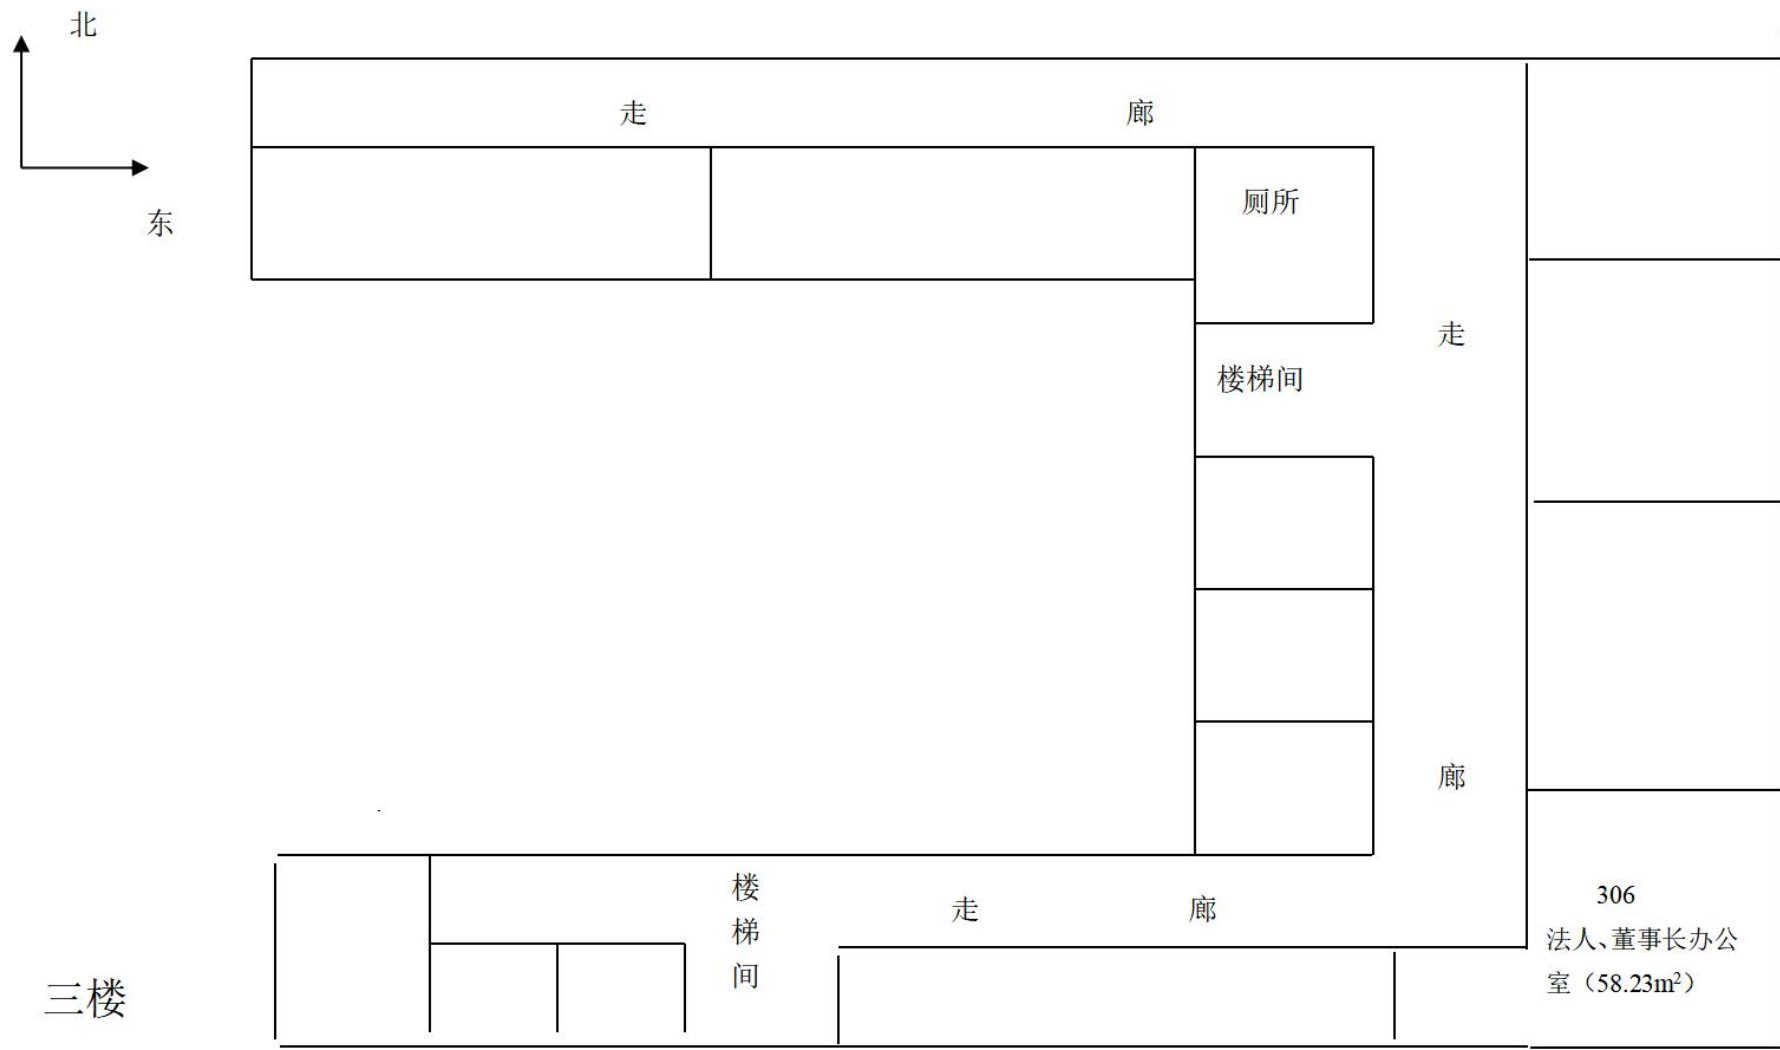 北
东
走 廊
厕所
走
楼梯间
廊
楼梯间
走 廊
306
法人、董事长办公
室（58.23m²）
三楼